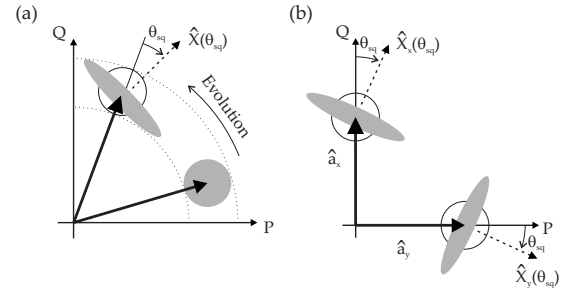 (a)
Q
θsq
X̂(θsq)
Evolution
P
(b)
Q
θsq
X̂x(θsq)
âx
P
θsq
ây
X̂y(θsq)